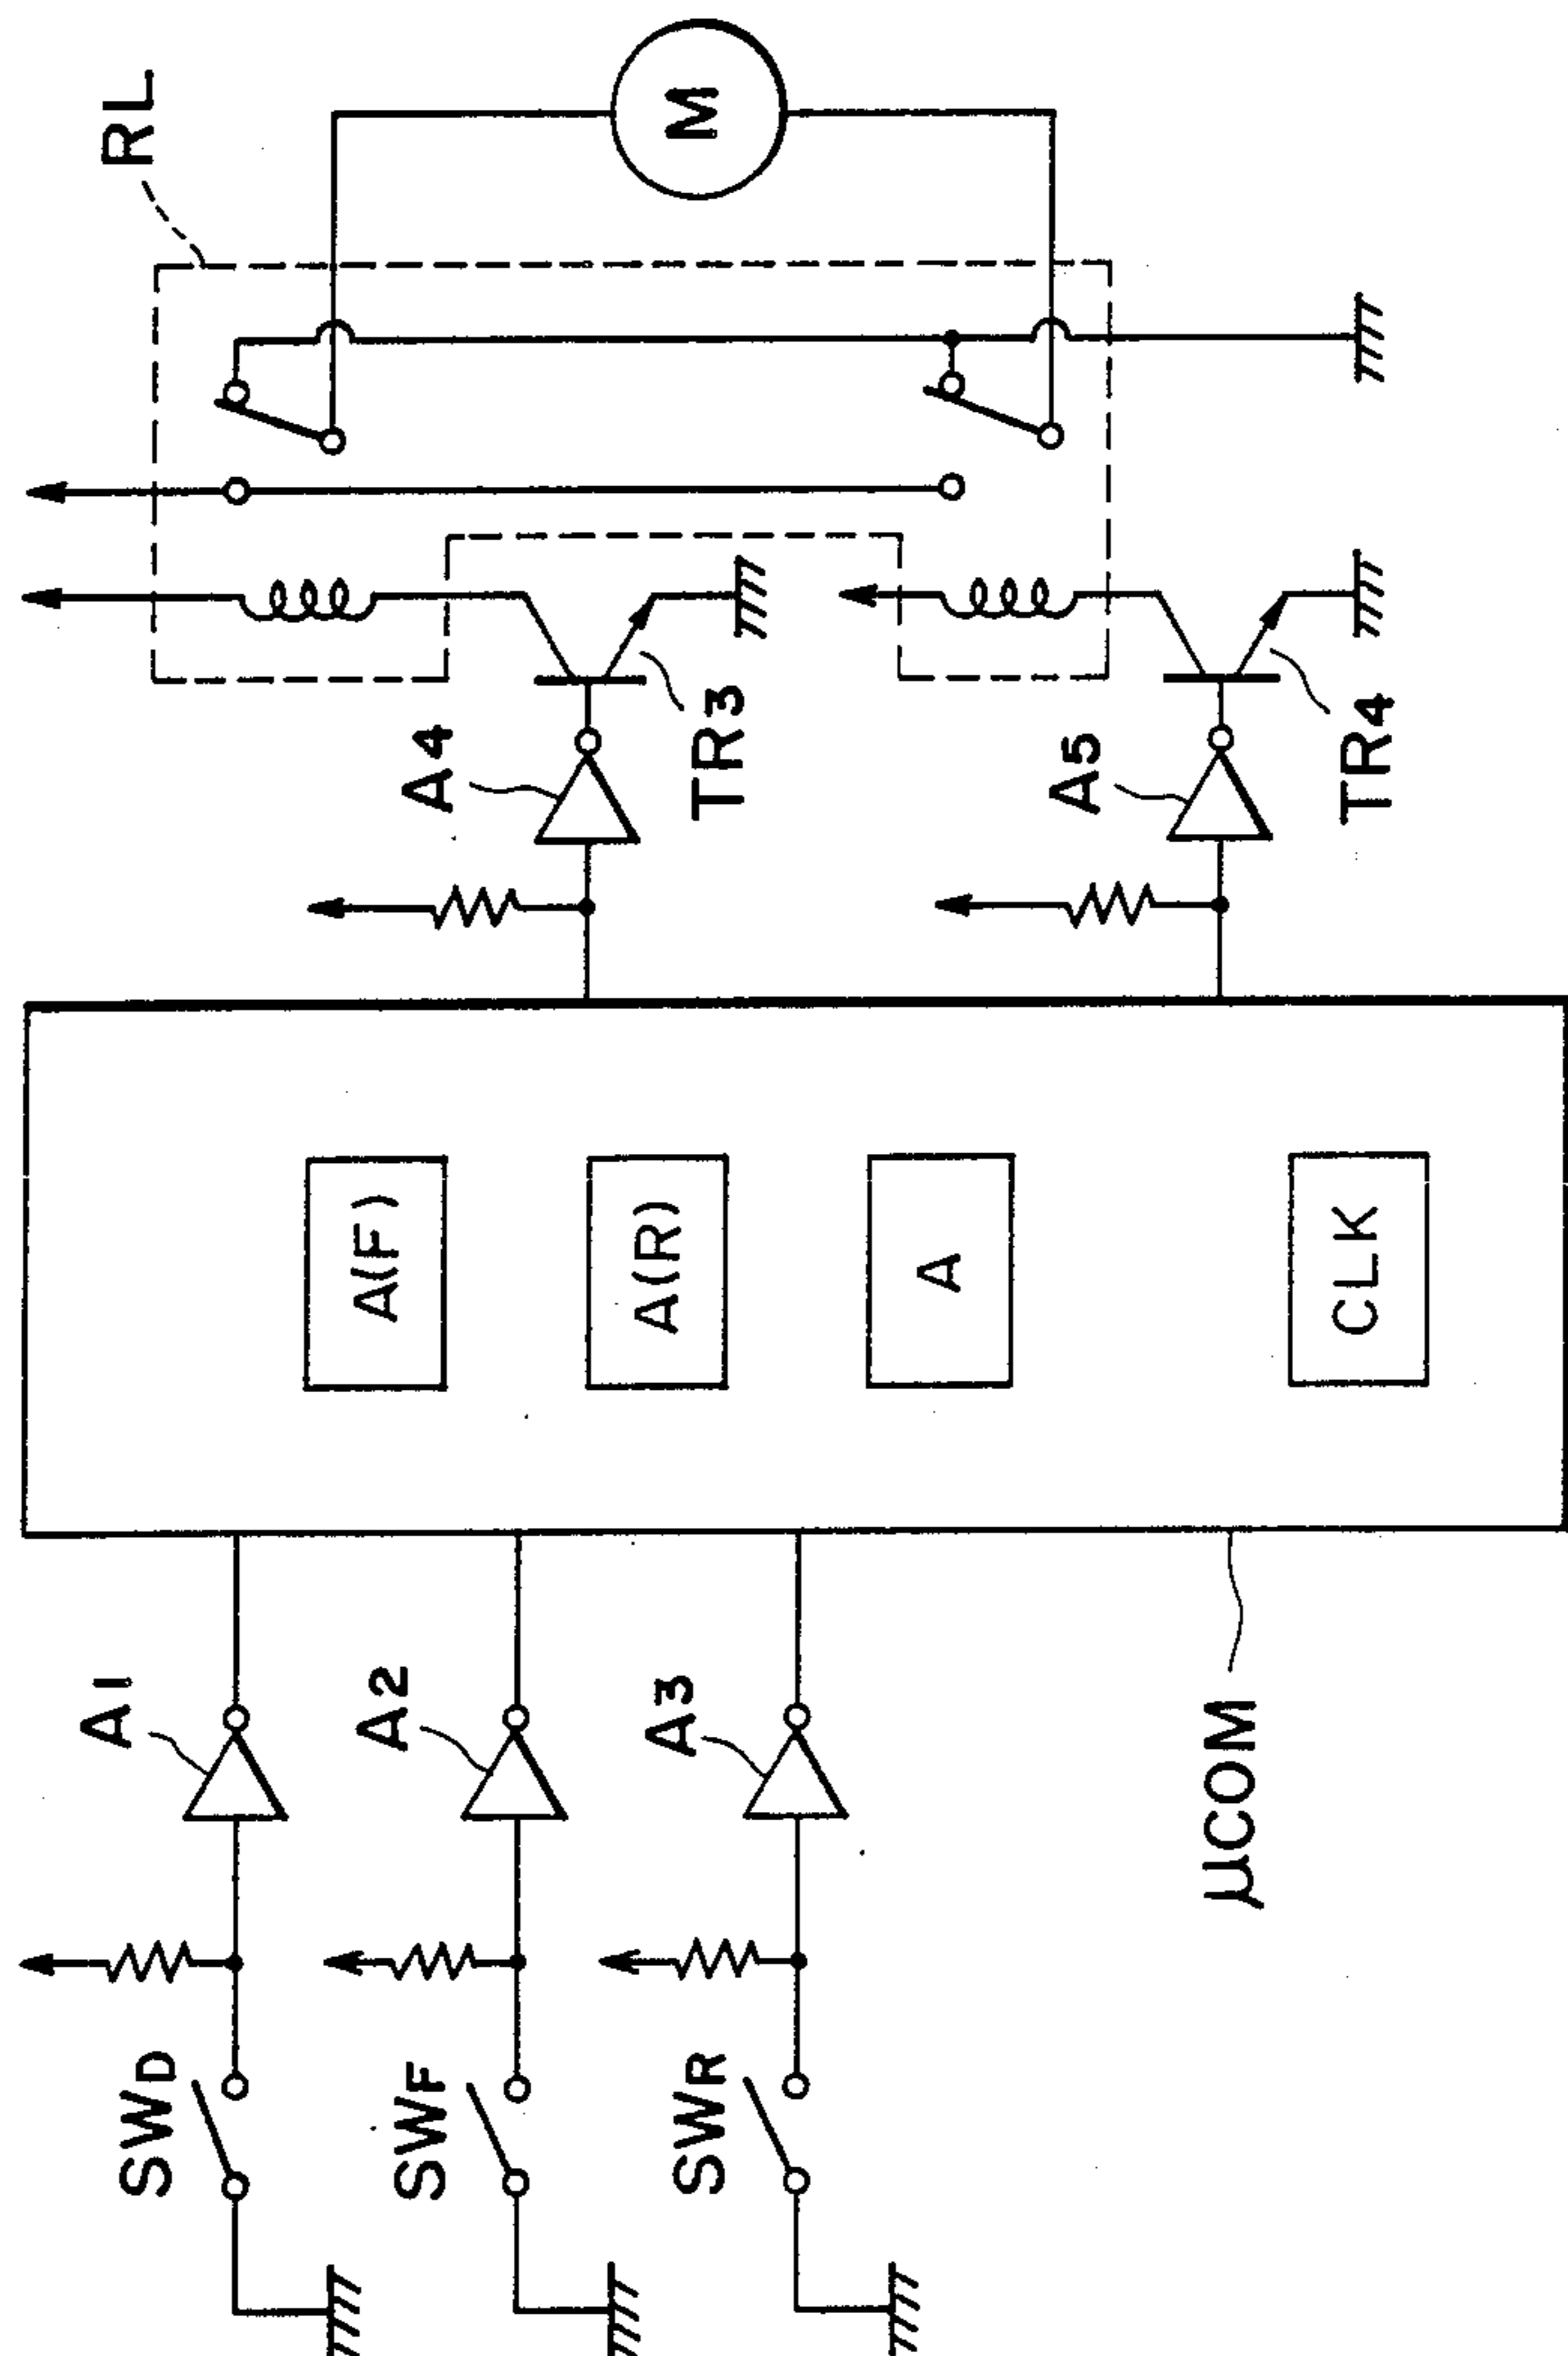 SWD
SWF
SWR
A1
A2
A3
μCOM
A(F)
A(R)
A
CLK
A4
TR3
A5
TR4
RL
M